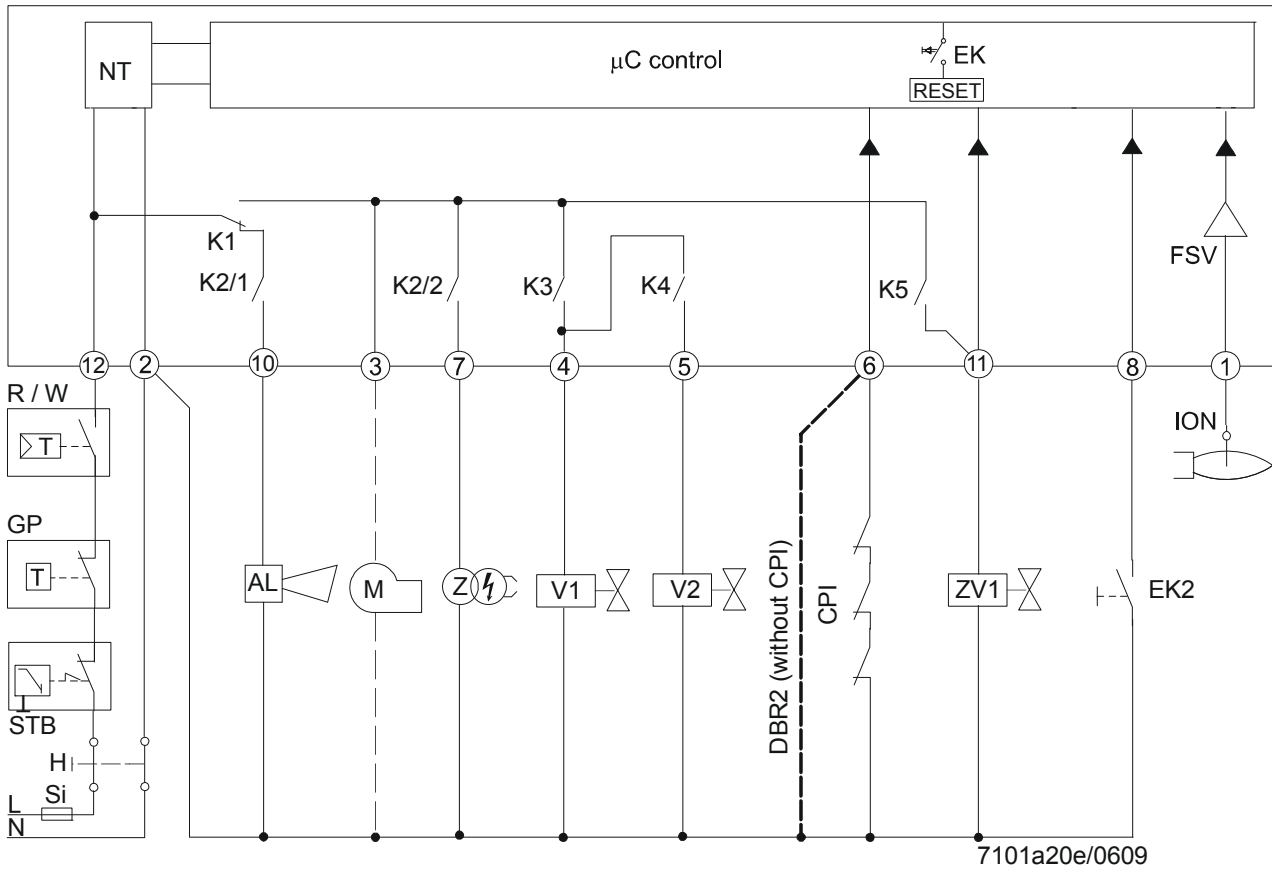 NT
μC control
EK
RESET
K1
K2/1
K2/2
K3
K4
K5
FSV
12
2
10
3
7
4
5
6
11
8
1
R / W
T
GP
T
STB
H
Si
L
N
AL
M
Z
V1
V2
DBR2 (without CPI)
CPI
ZV1
EK2
ION
7101a20e/0609